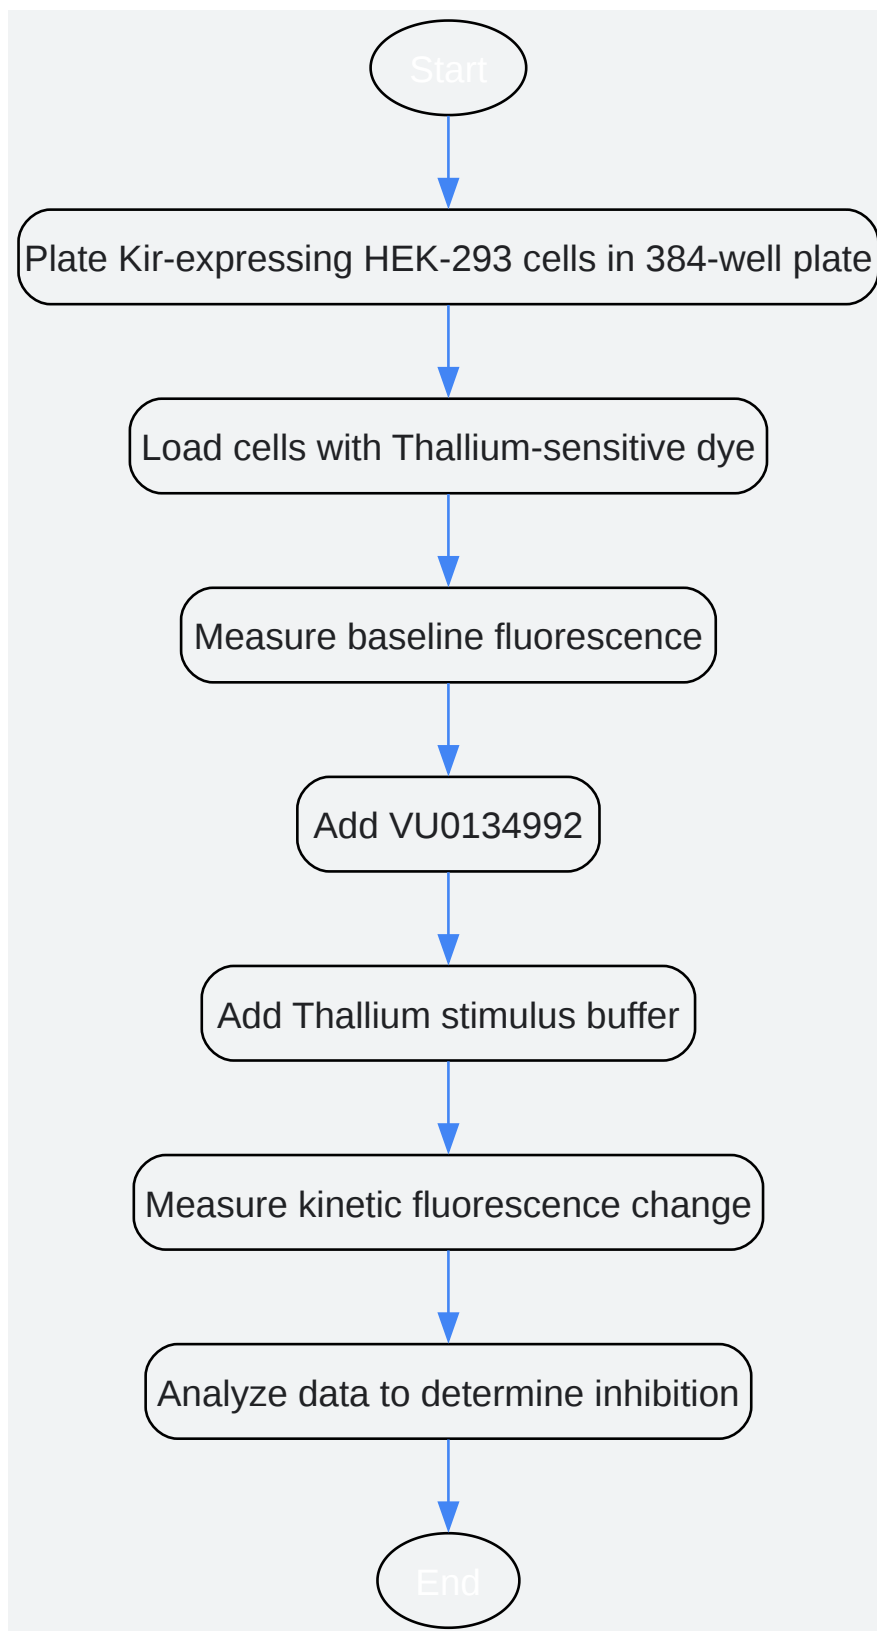 Start
Plate Kir-expressing HEK-293 cells in 384-well plate
Load cells with Thallium-sensitive dye
Measure baseline fluorescence
Add VU0134992
Add Thallium stimulus buffer
Measure kinetic fluorescence change
Analyze data to determine inhibition
End